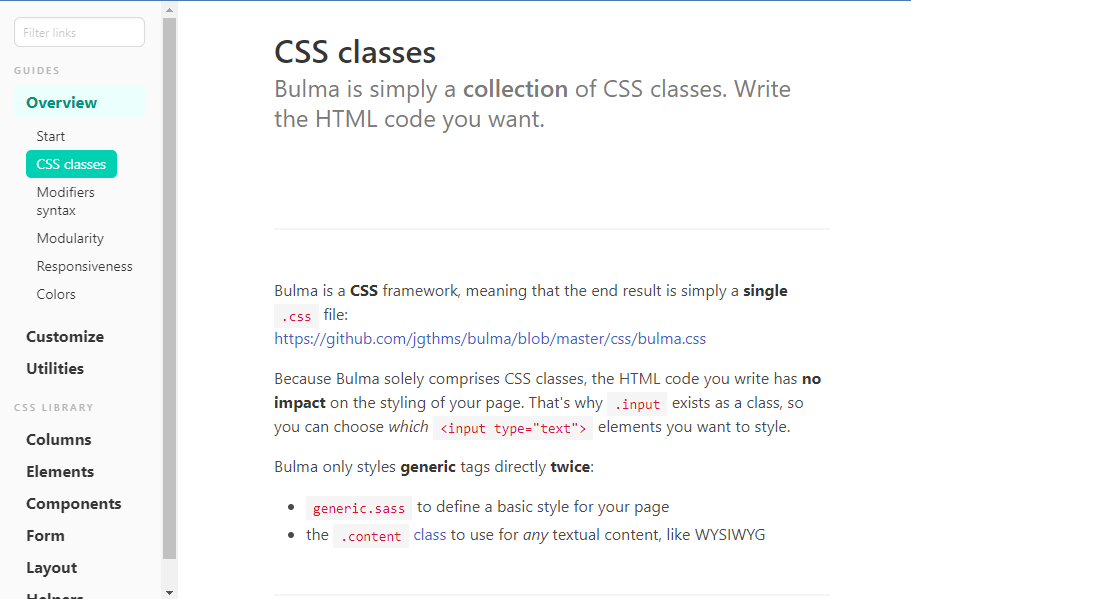 Filter links
GUIDES
Overview
Start
CSS classes
Modifiers
syntax
Modularity
Responsiveness
Colors
Customize
Utilities
CSS LIBRARY
Columns
Elements
Components
Form
Layout
Helpers
CSS classes
Bulma is simply a collection of CSS classes. Write
the HTML code you want.
Bulma is a CSS framework, meaning that the end result is simply a single
.css file:
https://github.com/jgthms/bulma/blob/master/css/bulma.css
Because Bulma solely comprises CSS classes, the HTML code you write has no
impact on the styling of your page. That's why .input exists as a class, so
you can choose which <input type="text"> elements you want to style.
Bulma only styles generic tags directly twice:
generic.sass to define a basic style for your page
the .content class to use for any textual content, like WYSIWYG